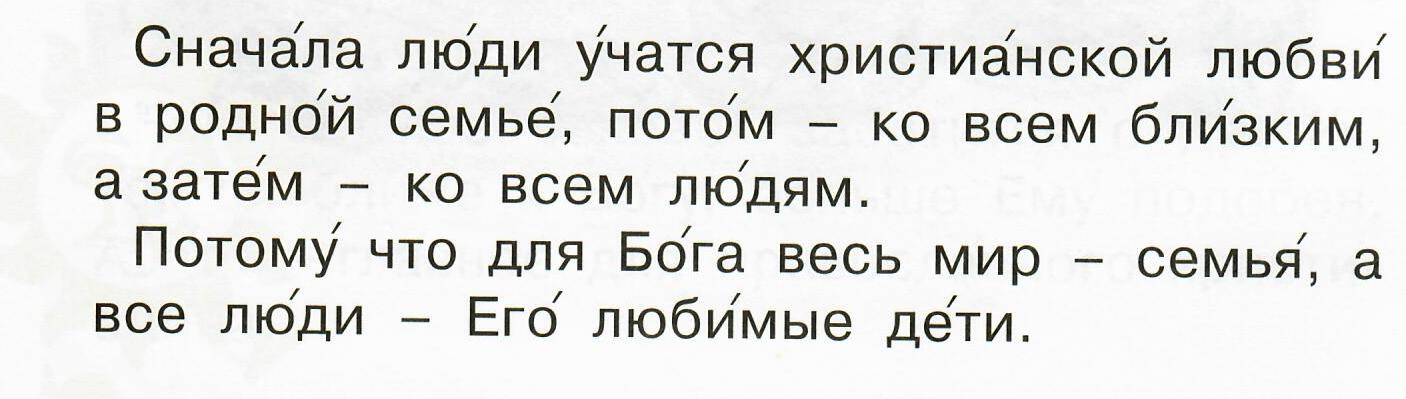 Снача́ла лю́ди у́чатся христиа́нской любви́
в родно́й семье́, пото́м – ко всем бли́зким,
а зате́м – ко всем лю́дям.
Потому́ что для Бо́га весь мир – семья́, а
все лю́ди – Его́ люби́мые де́ти.